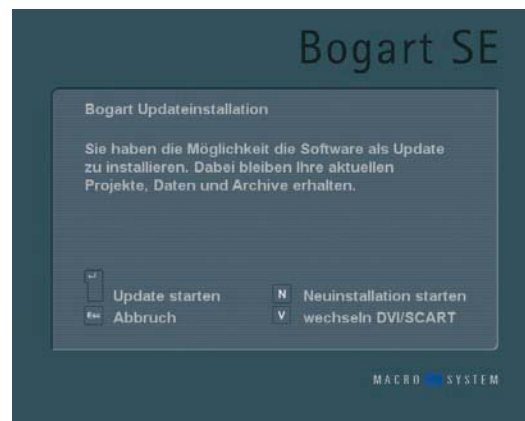 Bogart SE
Bogart Updateinstallation
Sie haben die Möglichkeit die Software als Update
zu installieren. Dabei bleiben Ihre aktuellen
Projekte, Daten und Archive erhalten.
Update starten
N Neuinstallation starten
Esc Abbruch
V wechseln DVI/SCART
MACRO SYSTEM